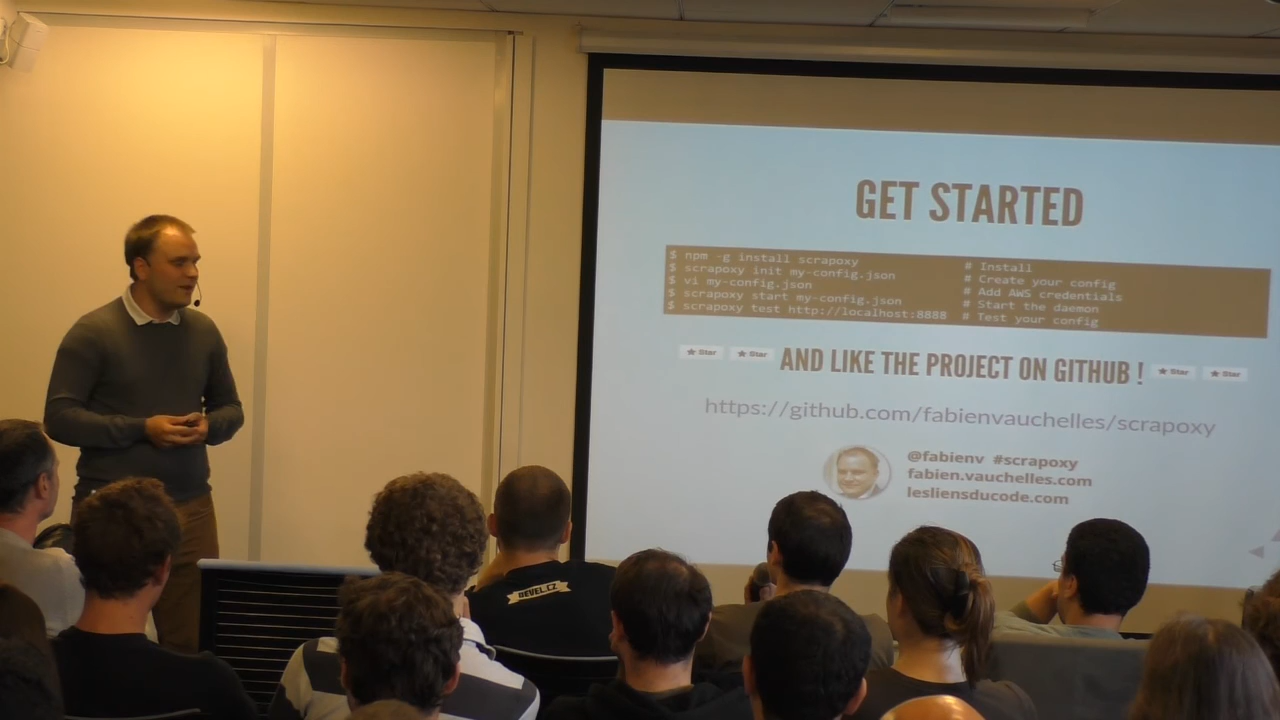 GET STARTED
$ npm -g install scrapoxy # Install
$ scrapoxy init my-config.json # Create your config
$ vi my-config.json # Add AWS credentials
$ scrapoxy start my-config.json # Start the daemon
$ scrapoxy test http://localhost:8888 # Test your config
★ Star ★ Star AND LIKE THE PROJECT ON GITHUB ! ★ Star ★ Star
https://github.com/fabienvauchelles/scrapoxy
@fabienv #scrapoxy
fabien.vauchelles.com
lesliensducode.com
DEVEL.CZ